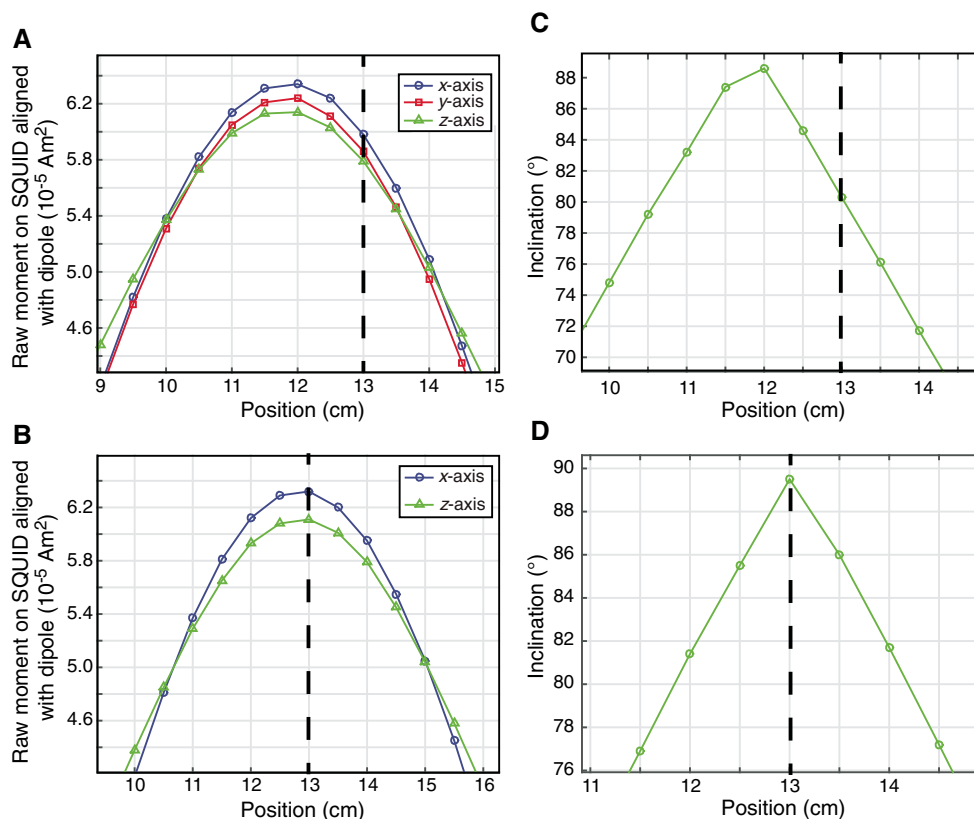 A
Raw moment on SQUID aligned
with dipole (10⁻⁵ Am²)
6.2
5.8
5.4
5.0
4.6
9
10
11
12
13
14
15
Position (cm)
x-axis
y-axis
z-axis
C
Inclination (°)
88
86
84
82
80
78
76
74
72
70
10
11
12
13
14
Position (cm)
B
Raw moment on SQUID aligned
with dipole (10⁻⁵ Am²)
6.2
5.8
5.4
5.0
4.6
10
11
12
13
14
15
16
Position (cm)
x-axis
z-axis
D
Inclination (°)
90
88
86
84
82
80
78
76
11
12
13
14
Position (cm)